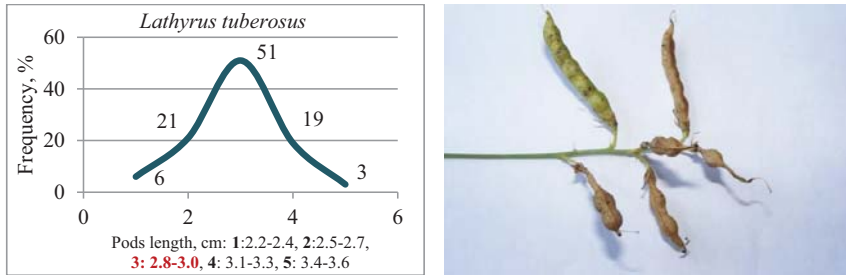 Lathyrus tuberosus
Frequency, %
60
40
20
0
6
21
51
19
3
0 2 4 6
Pods length, cm: 1:2.2-2.4, 2:2.5-2.7,
3: 2.8-3.0, 4: 3.1-3.3, 5: 3.4-3.6